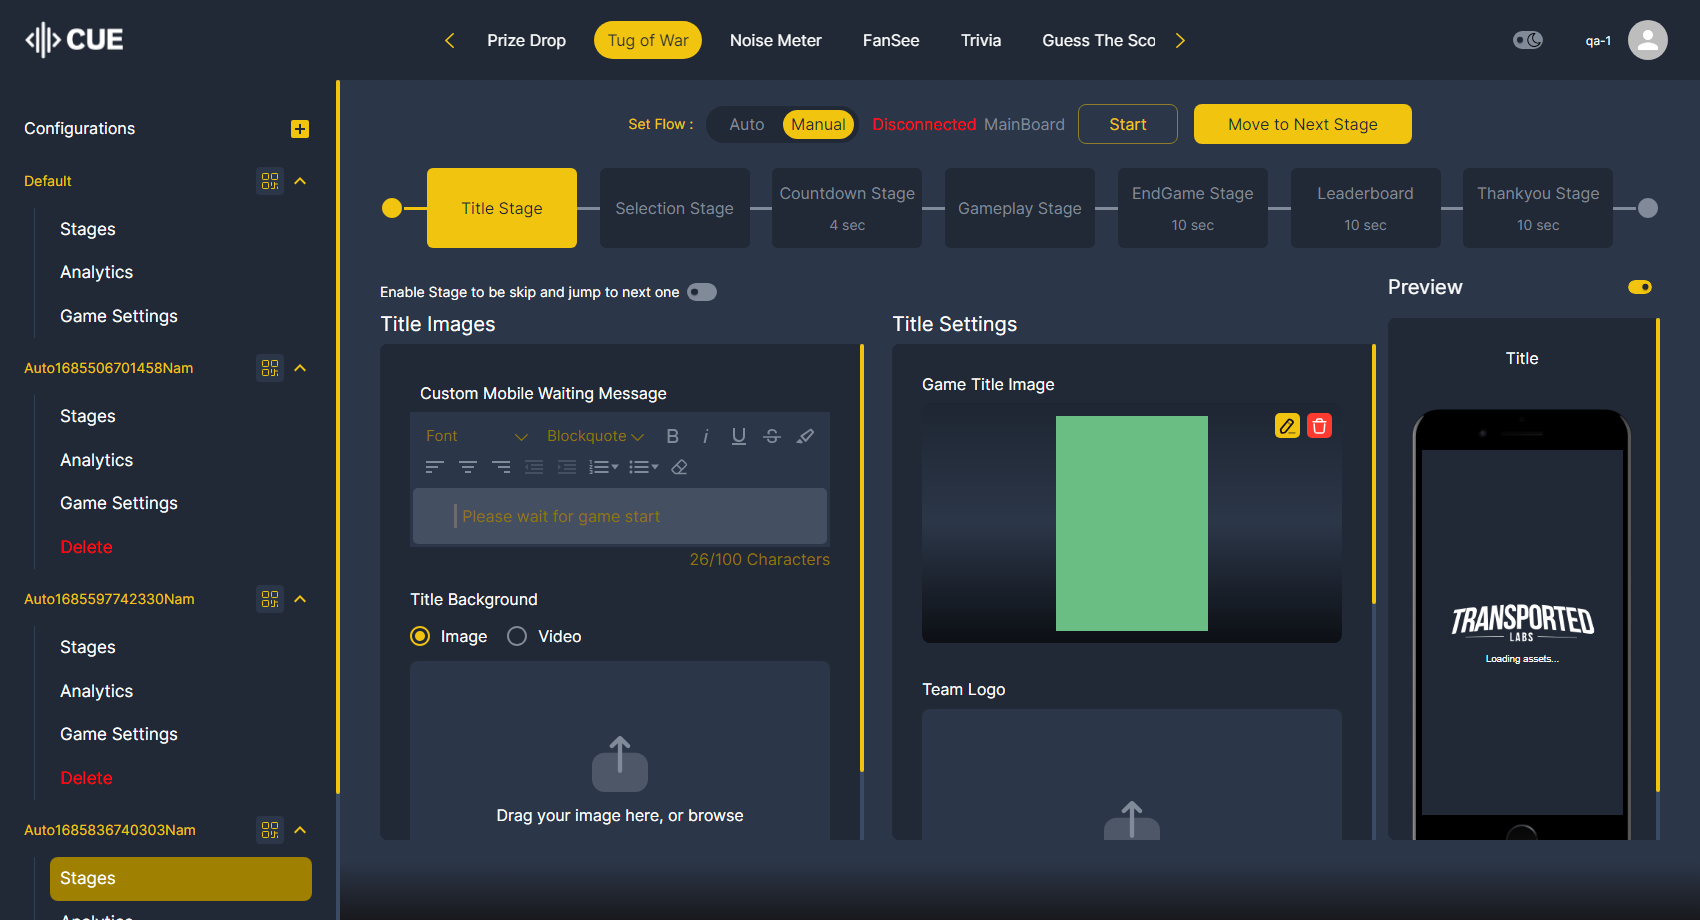 CUE
Prize Drop
Tug of War
Noise Meter
FanSee
Trivia
Guess The Sco
qa-1
Configurations
Default
Stages
Analytics
Game Settings
Auto1685506701458Nam
Stages
Analytics
Game Settings
Delete
Auto1685597742330Nam
Stages
Analytics
Game Settings
Delete
Auto1685836740303Nam
Stages
Analytics
Set Flow :
Auto
Manual
Disconnected MainBoard
Start
Move to Next Stage
Title Stage
Selection Stage
Countdown Stage
4 sec
Gameplay Stage
EndGame Stage
10 sec
Leaderboard
10 sec
Thankyou Stage
10 sec
Enable Stage to be skip and jump to next one
Title Images
Custom Mobile Waiting Message
Font
Blockquote
B
i
U
S
Please wait for game start
26/100 Characters
Title Background
Image
Video
Drag your image here, or browse
Title Settings
Game Title Image
Team Logo
Preview
Title
TRANSPORTED
LABS
Loading assets...